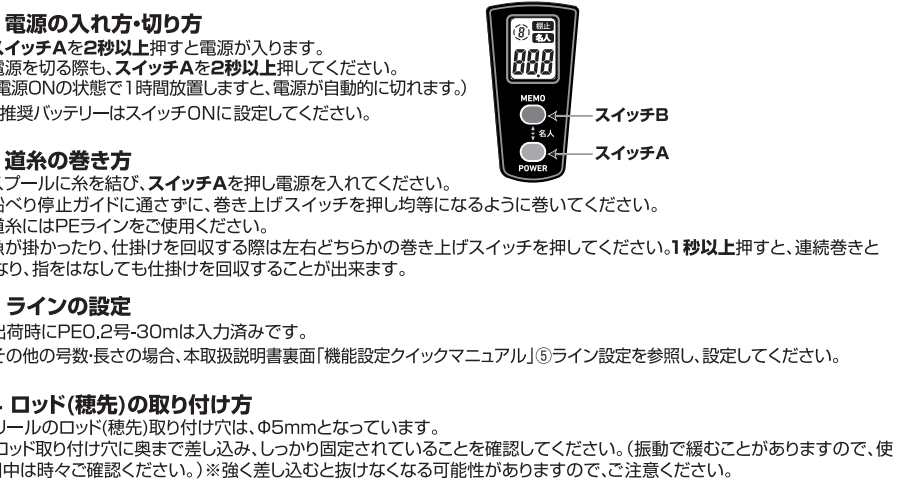 電源の入れ方・切り方
スイッチAを2秒以上押すと電源が入ります。
電源を切る際も、スイッチAを2秒以上押してください。
電源ONの状態で1時間放置しますと、電源が自動的に切れます。)
推奨バッテリーはスイッチONに設定してください。
棚止
名人
88.8
MEMO
スイッチB
名人
スイッチA
POWER
道糸の巻き方
スプールに糸を結び、スイッチAを押し電源を入れてください。
船べり停止ガイドに通さずに、巻き上げスイッチを押し均等になるように巻いてください。
道糸にはPEラインをご使用ください。
魚が掛かったり、仕掛けを回収する際は左右どちらかの巻き上げスイッチを押してください。1秒以上押すと、連続巻きと
なり、指をはなしても仕掛けを回収することが出来ます。
ラインの設定
出荷時にPE0.2号-30mは入力済みです。
その他の号数・長さの場合、本取扱説明書裏面「機能設定クイックマニュアル」⑤ライン設定を参照し、設定してください。
ロッド(穂先)の取り付け方
リールのロッド(穂先)取り付け穴は、Φ5mmとなっています。
ロッド取り付け穴に奥まで差し込み、しっかり固定されていることを確認してください。(振動で緩むことがありますので、使
用中は時々ご確認ください。)※強く差し込むと抜けなくなる可能性がありますので、ご注意ください。